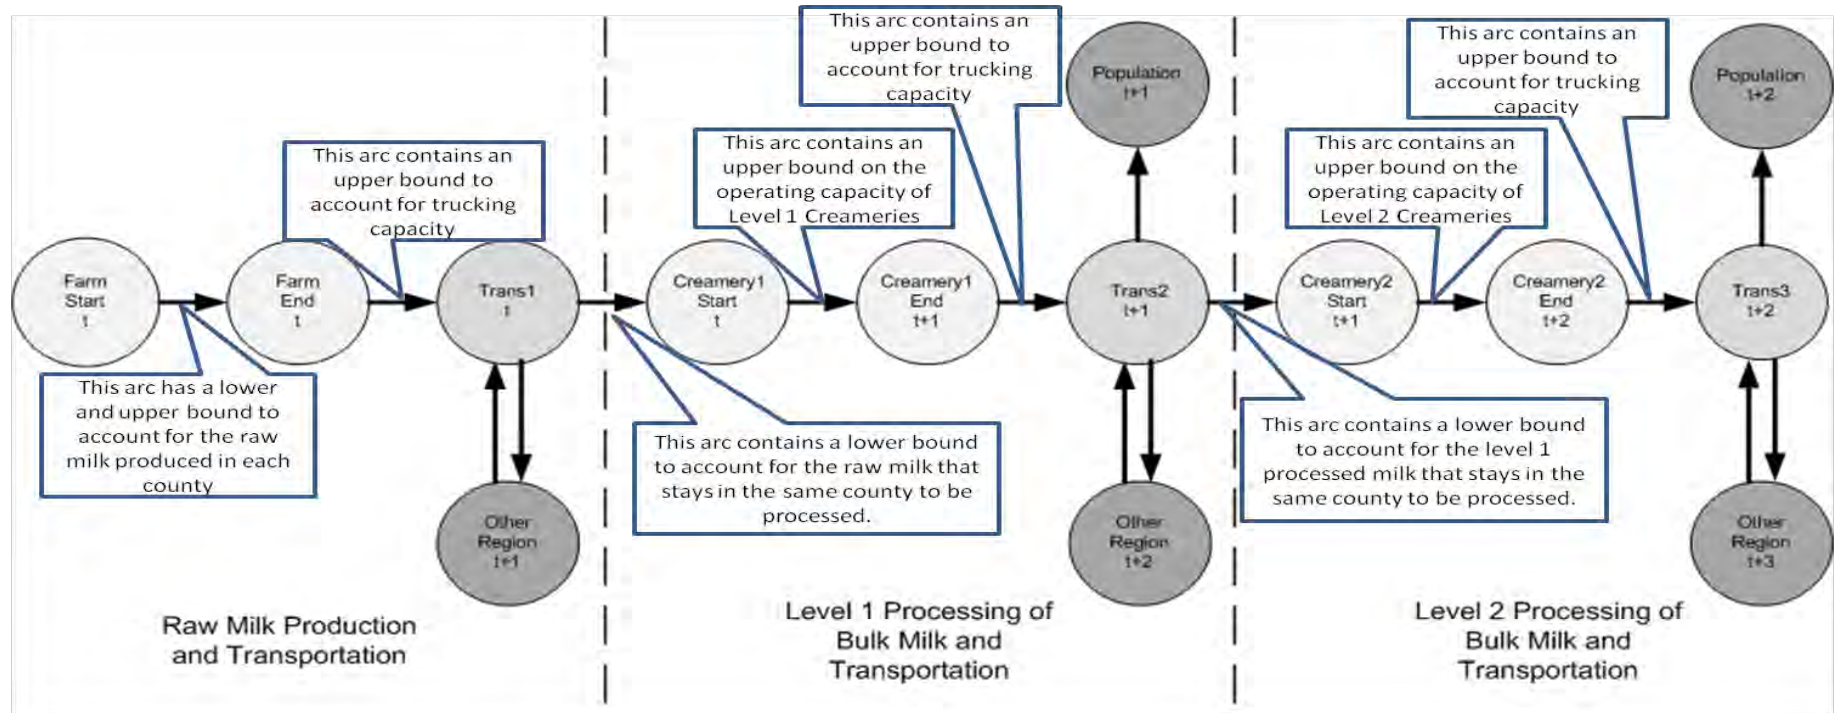 This arc contains an
upper bound to
account for trucking
capacity
This arc contains an
upper bound to
account for trucking
capacity
Population
t+1
Population
t+2
This arc contains an
upper bound to
account for trucking
capacity
This arc contains an
upper bound on the
operating capacity of
Level 1 Creameries
This arc contains an
upper bound on the
operating capacity of
Level 2 Creameries
Farm
Start
t
Farm
End
t
Trans1
t
Creamery1
Start
t
Creamery1
End
t+1
Trans2
t+1
Creamery2
Start
t+1
Creamery2
End
t+2
Trans3
t+2
This arc has a lower
and upper bound to
account for the raw
milk produced in each
county
This arc contains a lower bound
to account for the raw milk that
stays in the same county to be
processed.
This arc contains a lower bound
to account for the level 1
processed milk that stays in the
same county to be processed.
Other
Region
t+1
Other
Region
t+2
Other
Region
t+3
Raw Milk Production
and Transportation
Level 1 Processing of
Bulk Milk and
Transportation
Level 2 Processing of
Bulk Milk and
Transportation